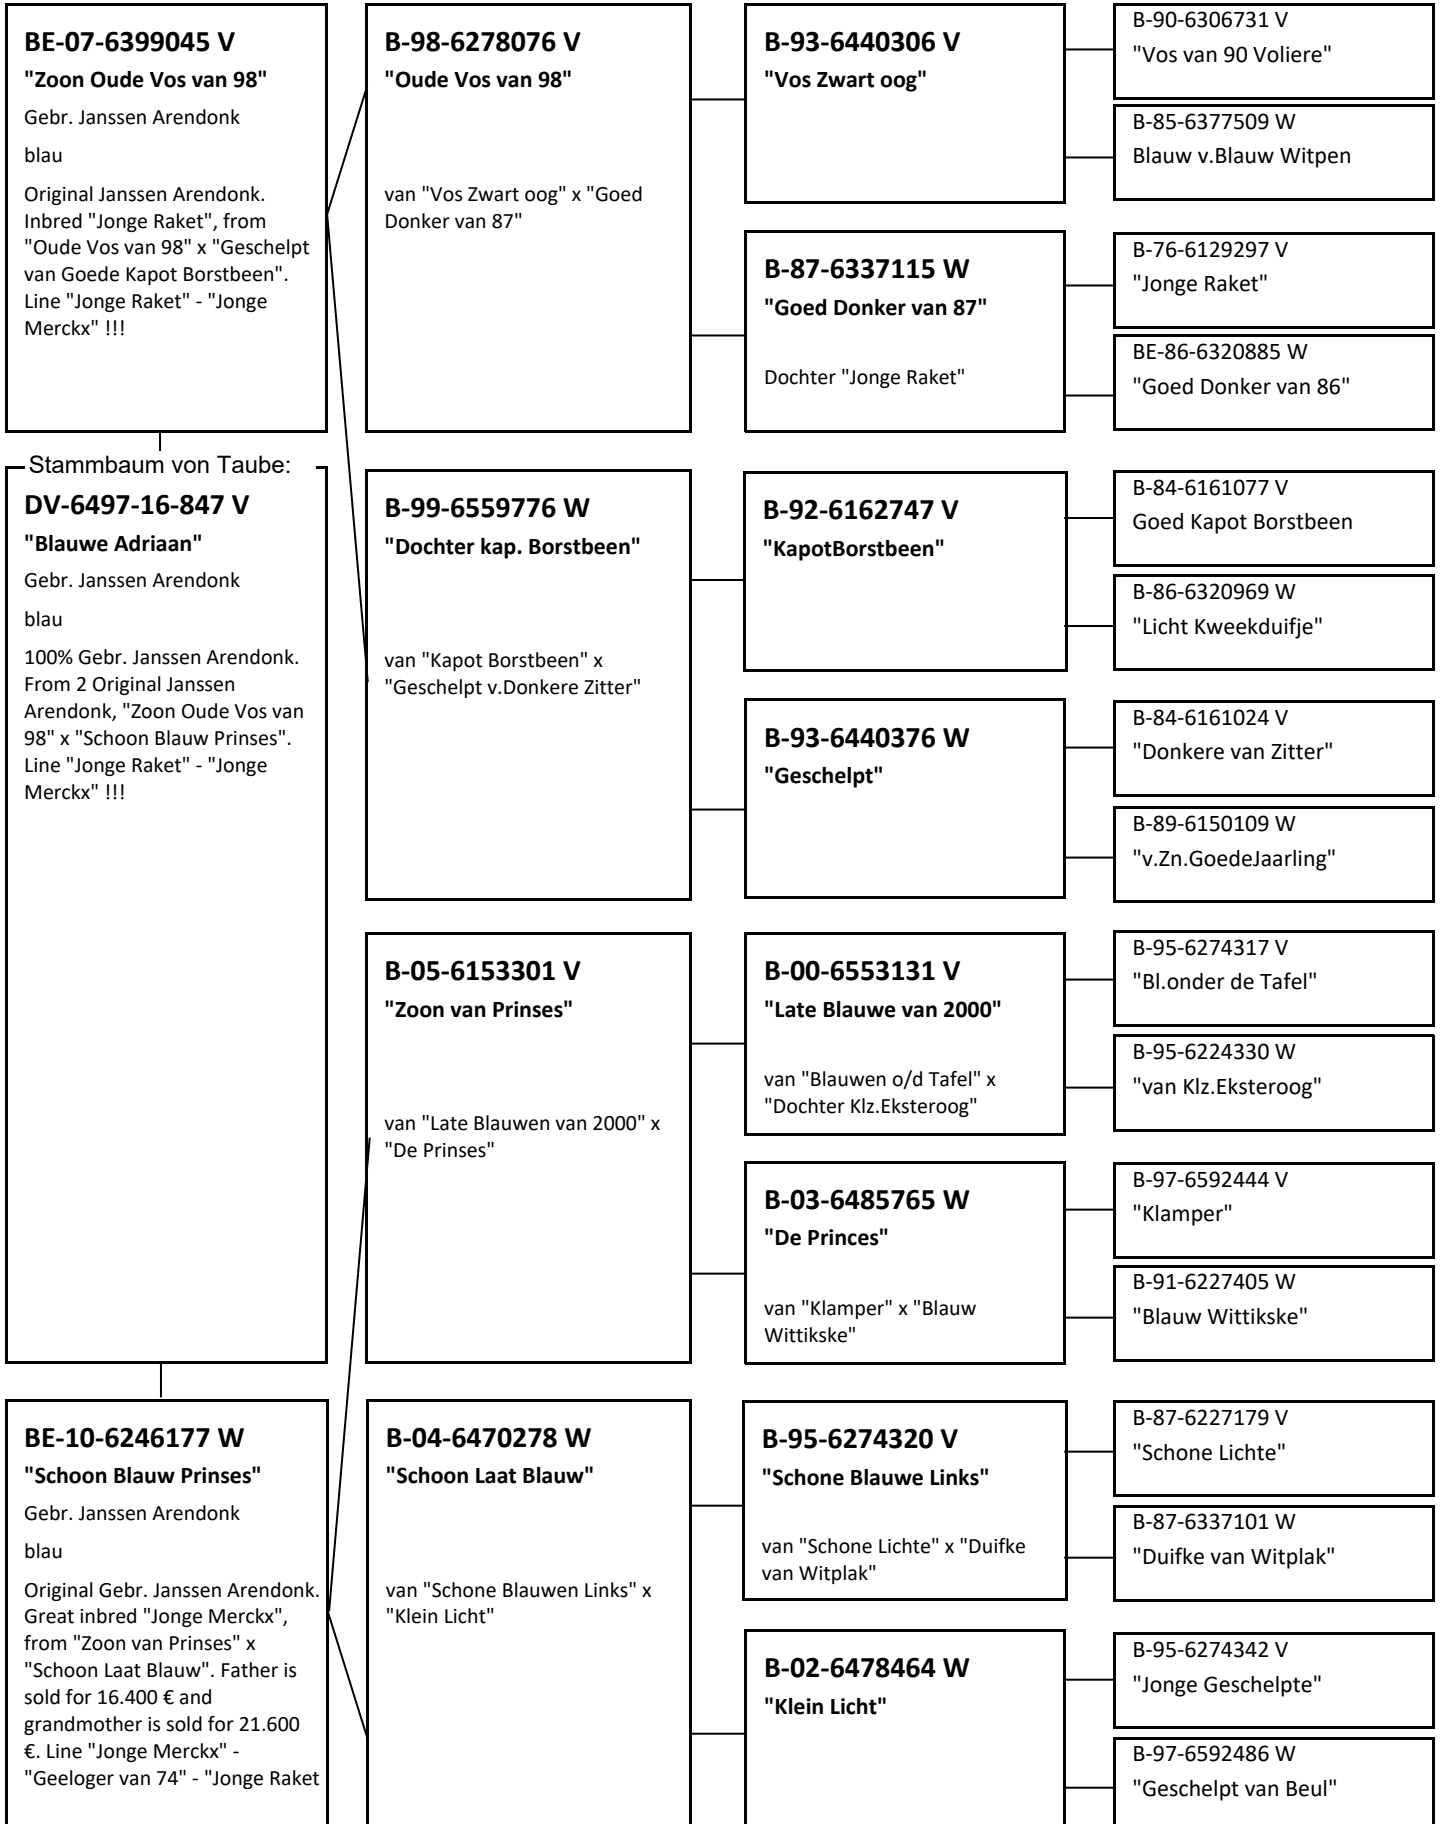 BE-07-6399045 V
"Zoon Oude Vos van 98"
Gebr. Janssen Arendonk
blau
Original Janssen Arendonk.
Inbred "Jonge Raket", from
"Oude Vos van 98" x "Geschelpt
van Goede Kapot Borstbeen".
Line "Jonge Raket" - "Jonge
Merckx" !!!
Stammbaum von Taube:
DV-6497-16-847 V
"Blauwe Adriaan"
Gebr. Janssen Arendonk
blau
100% Gebr. Janssen Arendonk.
From 2 Original Janssen
Arendonk, "Zoon Oude Vos van
98" x "Schoon Blauw Prinses".
Line "Jonge Raket" - "Jonge
Merckx" !!!
BE-10-6246177 W
"Schoon Blauw Prinses"
Gebr. Janssen Arendonk
blau
Original Gebr. Janssen Arendonk.
Great inbred "Jonge Merckx",
from "Zoon van Prinses" x
"Schoon Laat Blauw". Father is
sold for 16.400 € and
grandmother is sold for 21.600
€. Line "Jonge Merckx" -
"Geeloger van 74" - "Jonge Raket
B-98-6278076 V
"Oude Vos van 98"
van "Vos Zwart oog" x "Goed
Donker van 87"
B-99-6559776 W
"Dochter kap. Borstbeen"
van "Kapot Borstbeen" x
"Geschelpt v.Donkere Zitter"
B-05-6153301 V
"Zoon van Prinses"
van "Late Blauwen van 2000" x
"De Prinses"
B-04-6470278 W
"Schoon Laat Blauw"
van "Schone Blauwen Links" x
"Klein Licht"
B-93-6440306 V
"Vos Zwart oog"
B-87-6337115 W
"Goed Donker van 87"
Dochter "Jonge Raket"
B-92-6162747 V
"KapotBorstbeen"
B-93-6440376 W
"Geschelpt"
B-00-6553131 V
"Late Blauwe van 2000"
van "Blauwen o/d Tafel" x
"Dochter Klz.Eksteroog"
B-03-6485765 W
"De Princes"
van "Klamper" x "Blauw
Wittikske"
B-95-6274320 V
"Schone Blauwe Links"
van "Schone Lichte" x "Duifke
van Witplak"
B-02-6478464 W
"Klein Licht"
B-90-6306731 V
"Vos van 90 Voliere"
B-85-6377509 W
Blauw v.Blauw Witpen
B-76-6129297 V
"Jonge Raket"
BE-86-6320885 W
"Goed Donker van 86"
B-84-6161077 V
Goed Kapot Borstbeen
B-86-6320969 W
"Licht Kweekduifje"
B-84-6161024 V
"Donkere van Zitter"
B-89-6150109 W
"v.Zn.GoedeJaarling"
B-95-6274317 V
"Bl.onder de Tafel"
B-95-6224330 W
"van Klz.Eksteroog"
B-97-6592444 V
"Klamper"
B-91-6227405 W
"Blauw Wittikske"
B-87-6227179 V
"Schone Lichte"
B-87-6337101 W
"Duifke van Witplak"
B-95-6274342 V
"Jonge Geschelpte"
B-97-6592486 W
"Geschelpt van Beul"